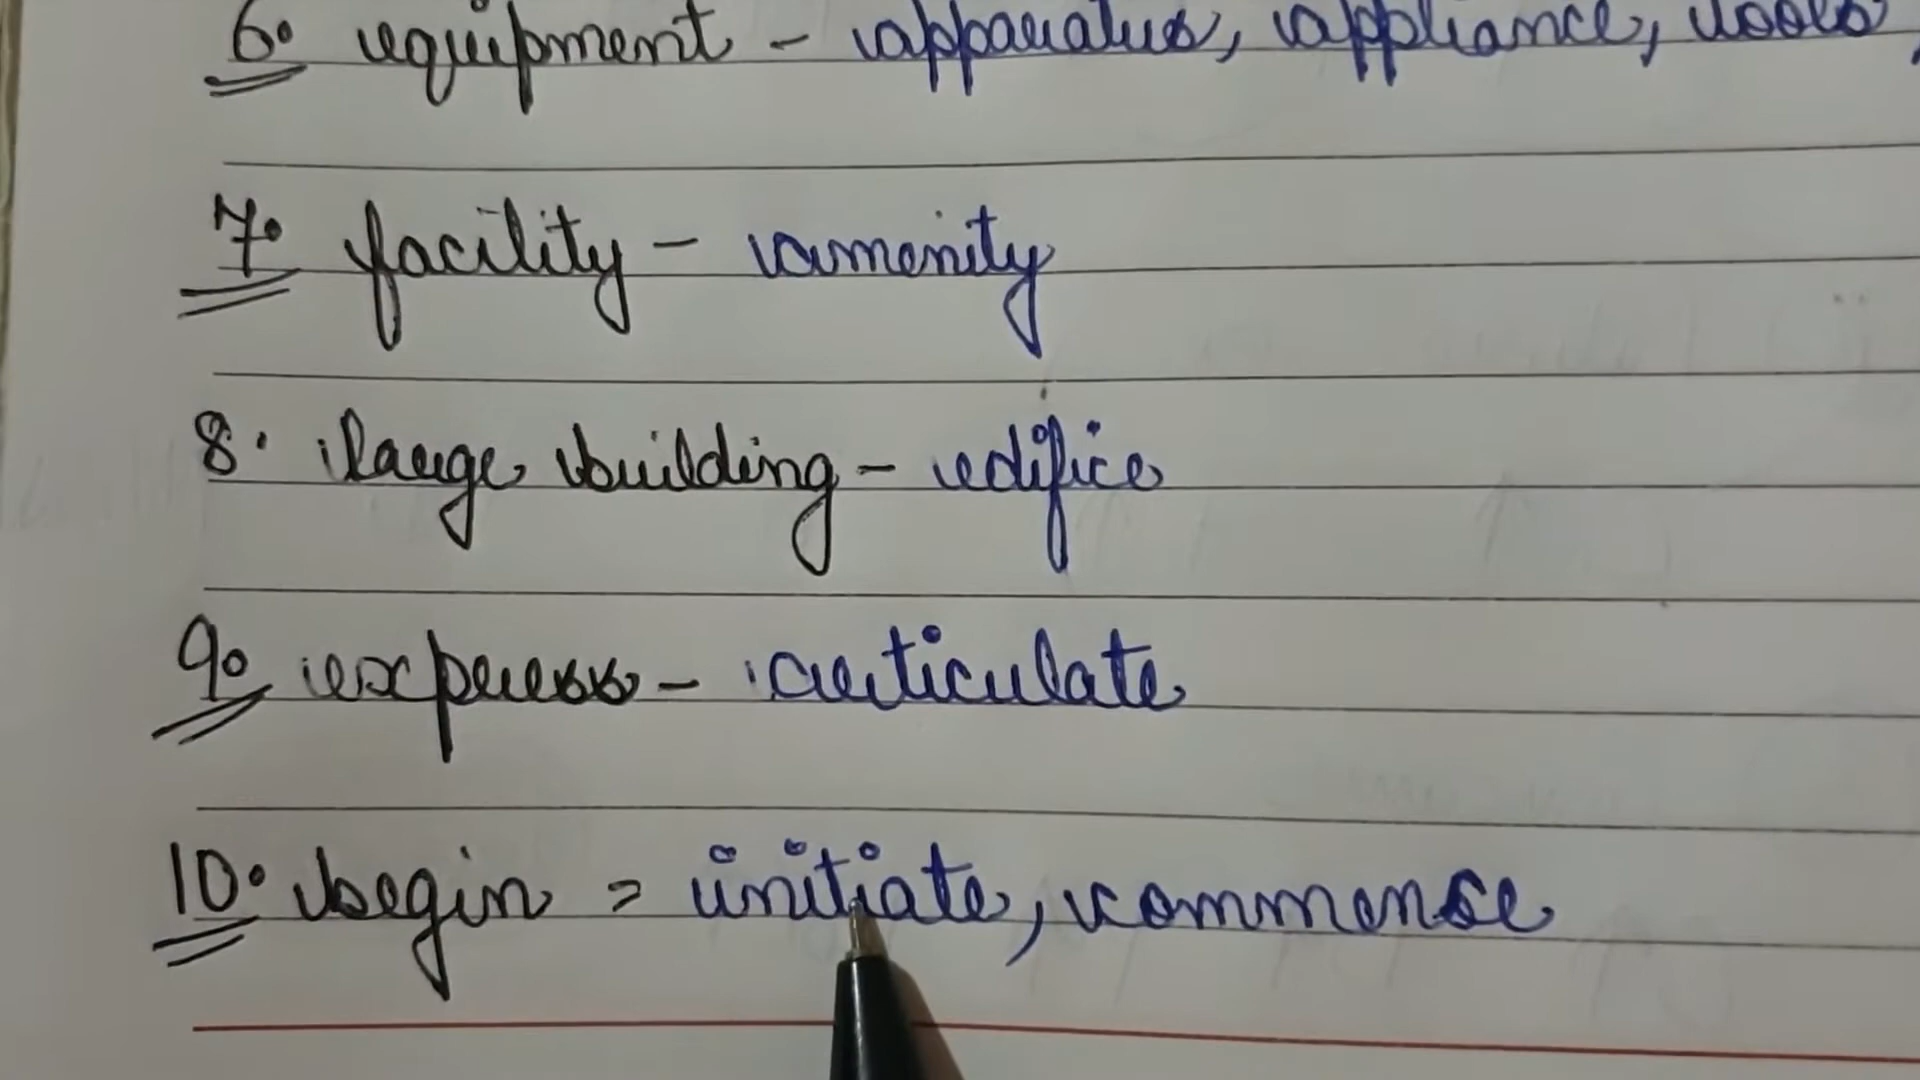 6. equipment - apparatus, appliance, tools,
7. facility - amenity
8. large building - edifice
9. express - articulate
10. begin = initiate, commense